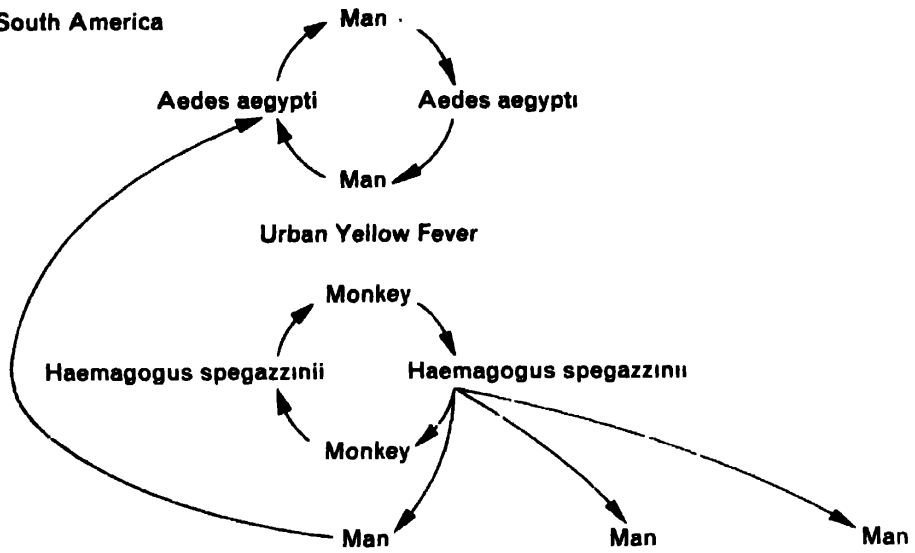 South America
Man
Aedes aegypti Aedes aegypti
Man
Urban Yellow Fever
Monkey
Haemagogus spegazzinii Haemagogus spegazzinii
Monkey
Man Man Man